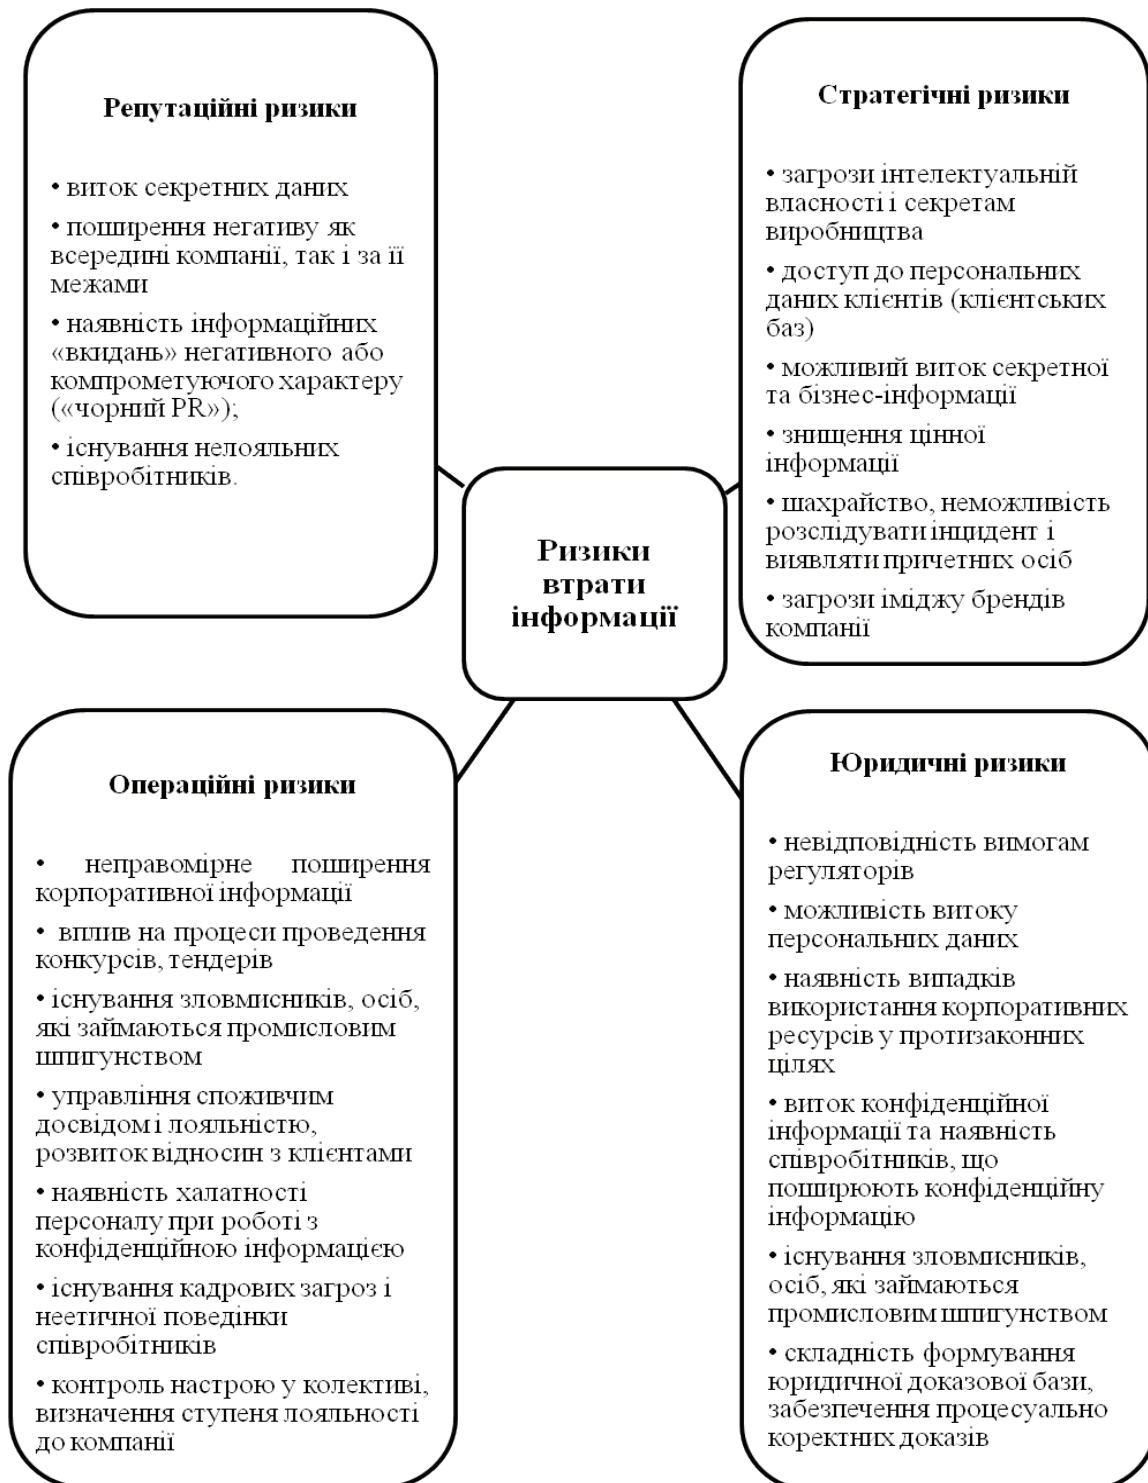 Репутаційні ризики
• виток секретних даних
• поширення негативу як
всередині компанії, так і за її
межами
• наявність інформаційних
«вкидань» негативного або
компрометуючого характеру
(«чорний PR»);
• існування нелояльних
співробітників.
Стратегічні ризики
• загрози інтелектуальній
власності і секретам
виробництва
• доступ до персональних
даних клієнтів (клієнтських
баз)
• можливий виток секретної
та бізнес-інформації
• знищення цінної
інформації
• шахрайство, неможливість
розслідувати інцидент і
виявляти причетних осіб
• загрози іміджу брендів
компанії
Ризики
втрати
інформації
Операційні ризики
• неправомірне поширення
корпоративної інформації
• вплив на процеси проведення
конкурсів, тендерів
• існування зловмисників, осіб,
які займаються промисловим
шпигунством
• управління споживчим
досвідом і лояльністю,
розвиток відносин з клієнтами
• наявність халатності
персоналу при роботі з
конфіденційною інформацією
• існування кадрових загроз і
неетичної поведінки
співробітників
• контроль настрою у колективі,
визначення ступеня лояльності
до компанії
Юридичні ризики
• невідповідність вимогам
регуляторів
• можливість витоку
персональних даних
• наявність випадків
використання корпоративних
ресурсів у протизаконних
цілях
• виток конфіденційної
інформації та наявність
співробітників, що
поширюють конфіденційну
інформацію
• існування зловмисників,
осіб, які займаються
промисловим шпигунством
• складність формування
юридичної доказової бази,
забезпечення процесуально
коректних доказів